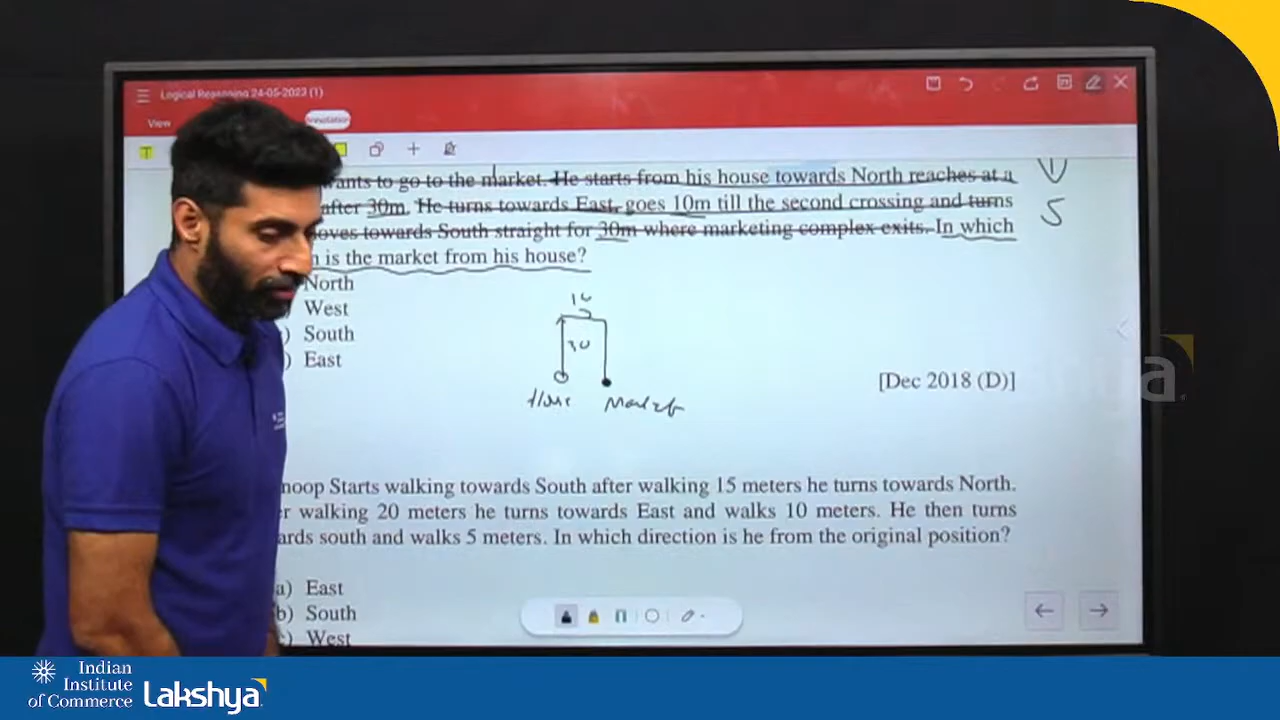 Logical Reasoning 24-05-2023 (1)
View
Annotation
T
wants to go to the market. He starts from his house towards North reaches at a
after 30m. He turns towards East, goes 10m till the second crossing and turns
oves towards South straight for 30m where marketing complex exits. In which
n is the market from his house?
North
West
) South
) East
10
30
House Market
[Dec 2018 (D)]
noop Starts walking towards South after walking 15 meters he turns towards North.
r walking 20 meters he turns towards East and walks 10 meters. He then turns
ards south and walks 5 meters. In which direction is he from the original position?
a) East
b) South
c) West
Indian
Institute
of Commerce
Lakshya